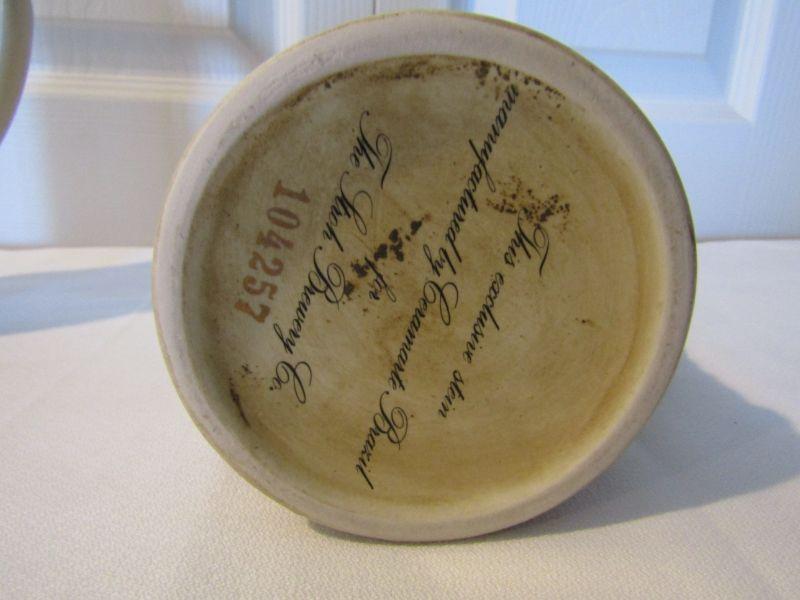 This exclusive stein
manufactured by Ceramarte Brazil
for
The Stroh Brewery Co.
104257